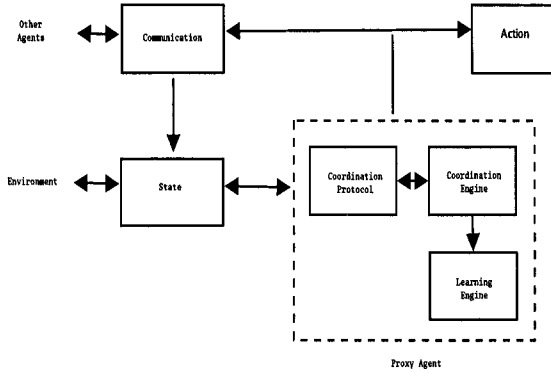 Other
Agents
Communication
Action
Environment
State
Coordination
Protocol
Coordination
Engine
Learning
Engine
Proxy Agent